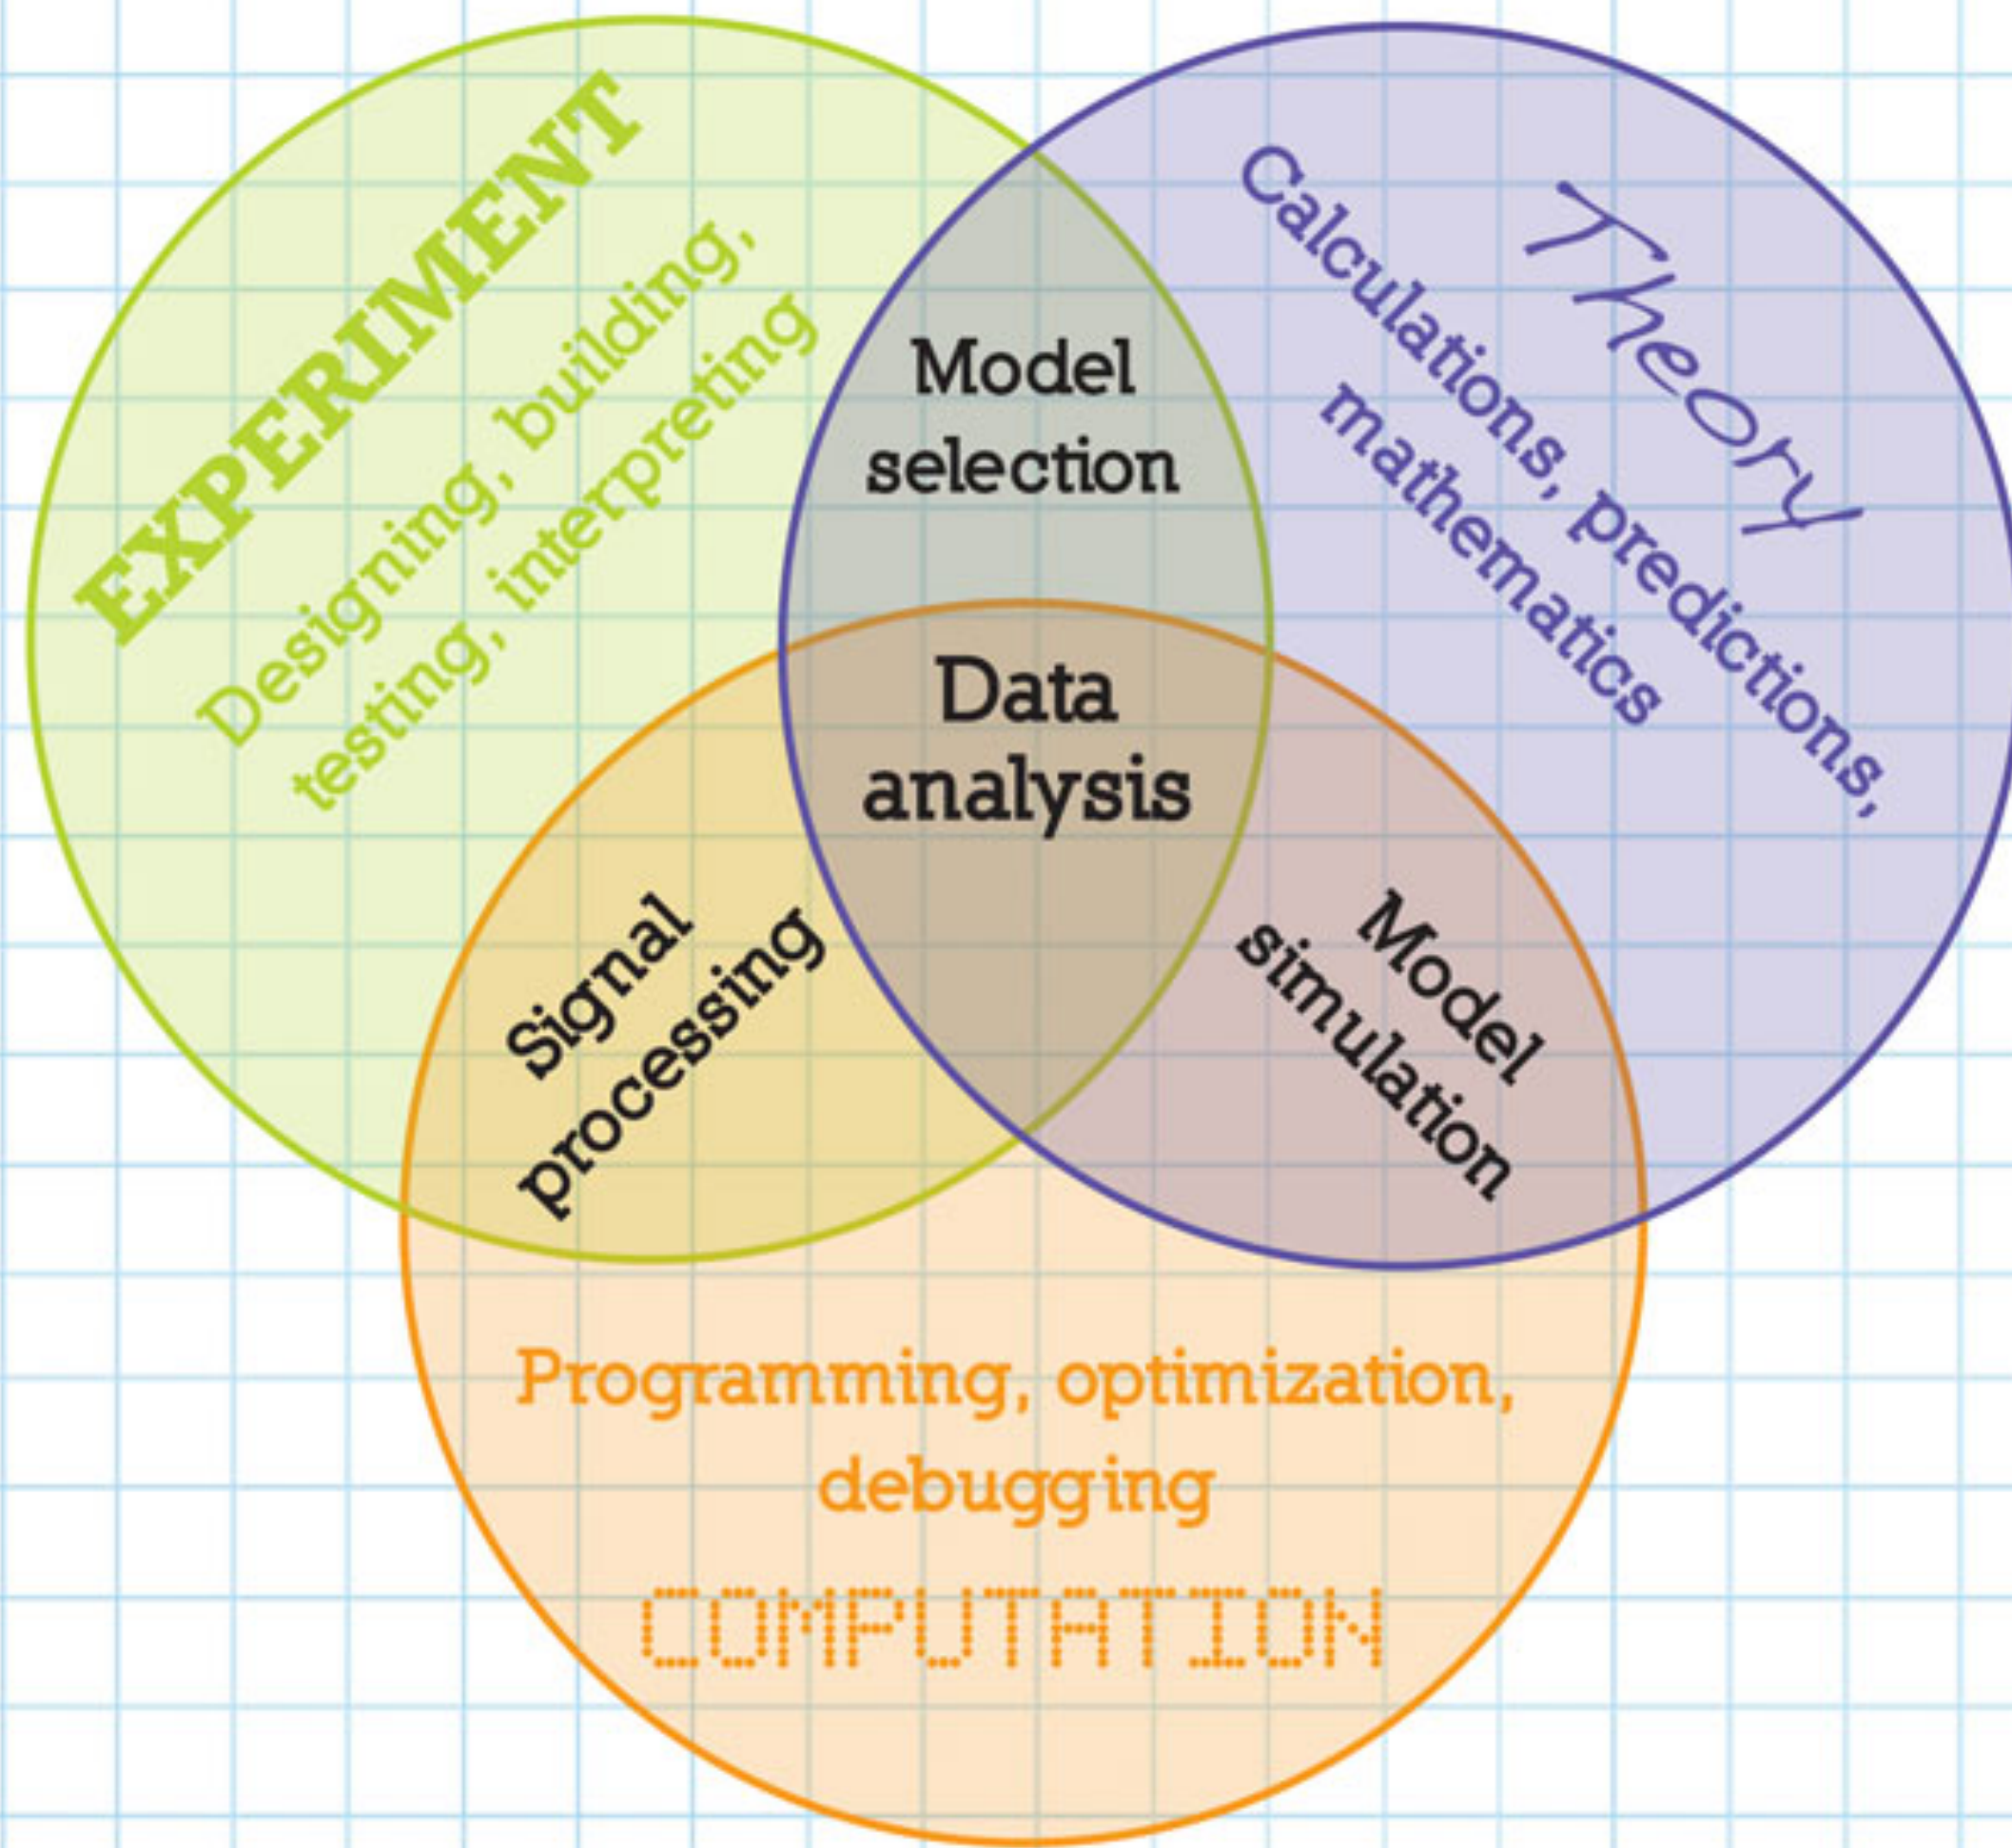 EXPERIMENT
Designing, building,
testing, interpreting
Theory
Calculations, predictions,
mathematics
Model
selection
Data
analysis
Signal
processing
Model
simulation
Programming, optimization,
debugging
COMPUTATION